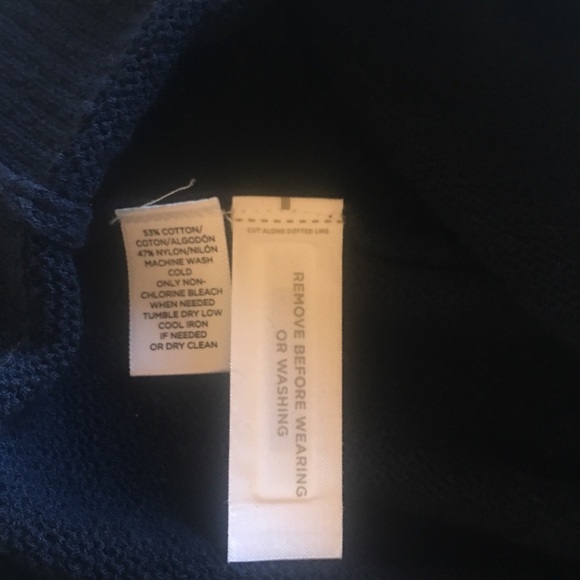 53% COTTON/
COTON/ALGODÓN
47% NYLON/NILÓN
MACHINE WASH
COLD
ONLY NON-
CHLORINE BLEACH
WHEN NEEDED
TUMBLE DRY LOW
COOL IRON
IF NEEDED
OR DRY CLEAN
CUT ALONG DOTTED LINE
REMOVE BEFORE WEARING
OR WASHING